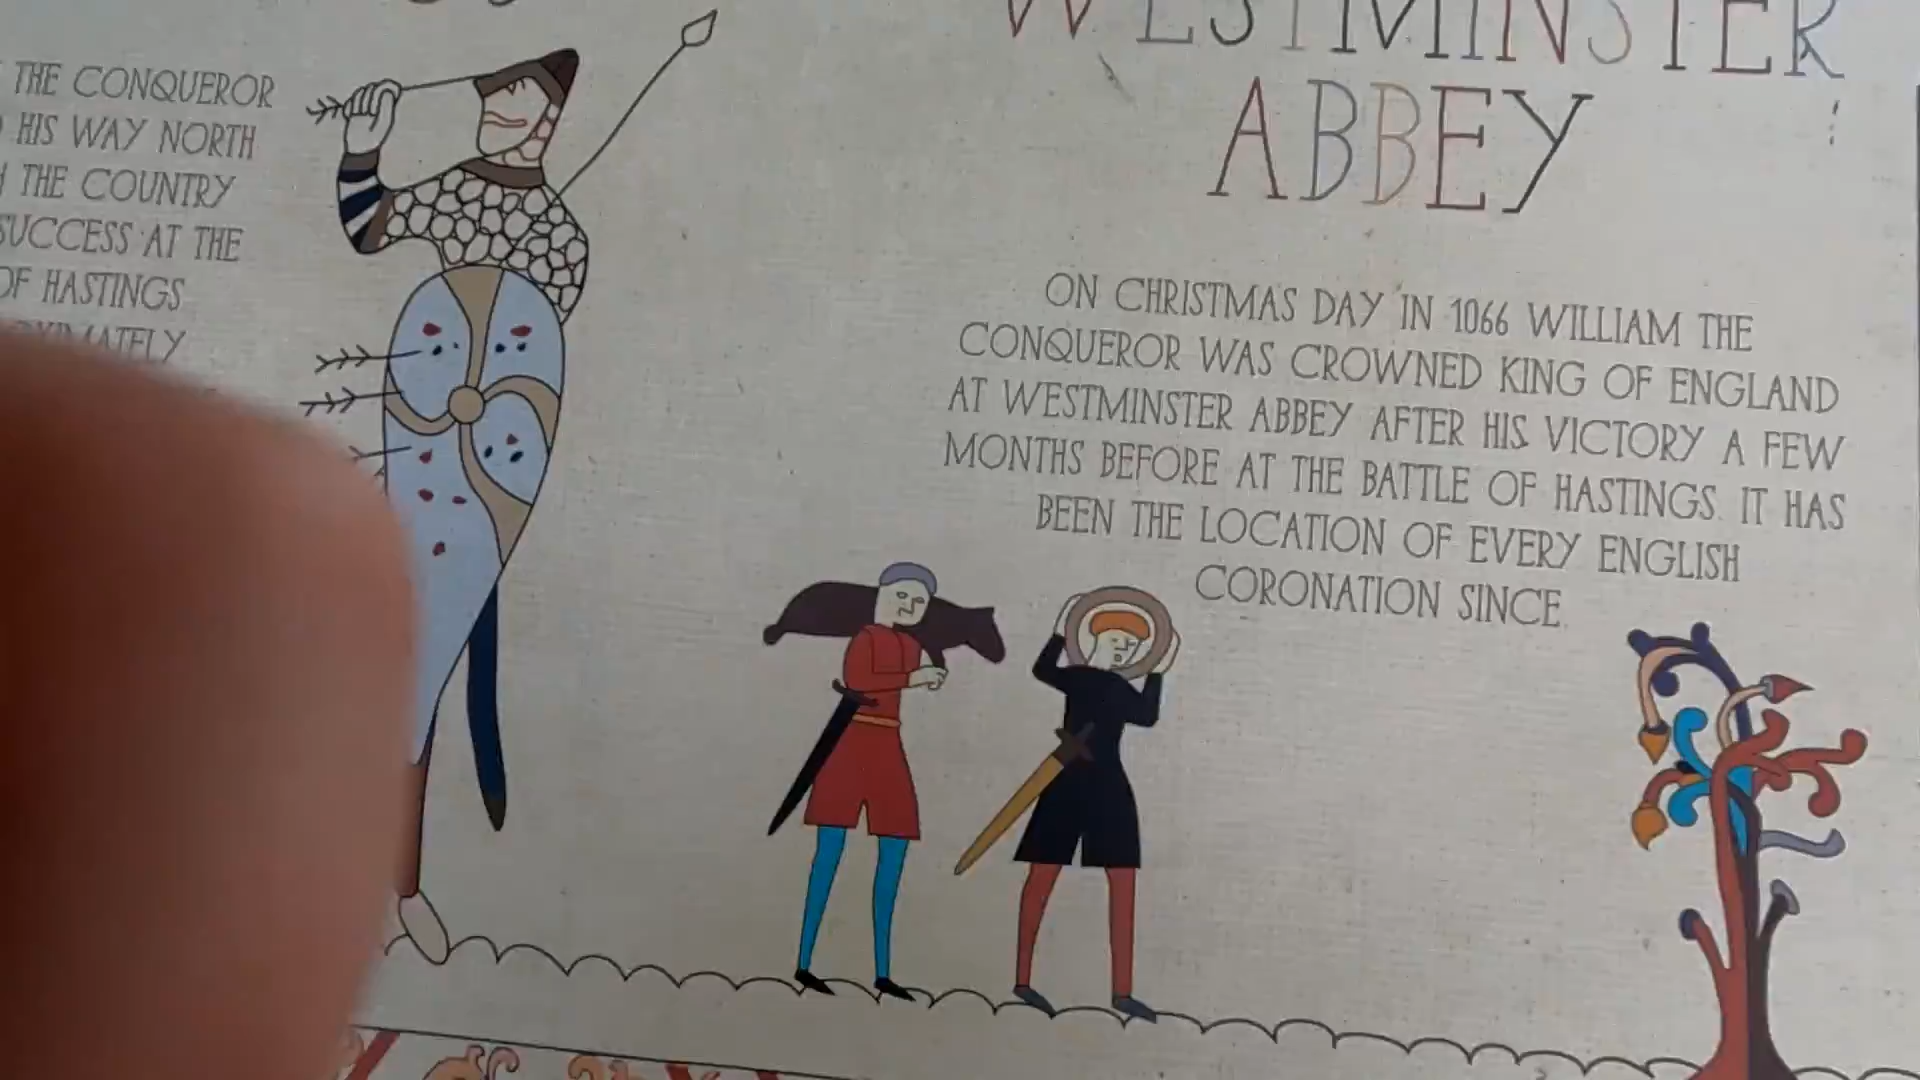 THE CONQUEROR
HIS WAY NORTH
THE COUNTRY
SUCCESS AT THE
OF HASTINGS
WESTMINSTER
ABBEY
ON CHRISTMAS DAY IN 1066 WILLIAM THE
CONQUEROR WAS CROWNED KING OF ENGLAND
AT WESTMINSTER ABBEY AFTER HIS VICTORY A FEW
MONTHS BEFORE AT THE BATTLE OF HASTINGS. IT HAS
BEEN THE LOCATION OF EVERY ENGLISH
CORONATION SINCE.